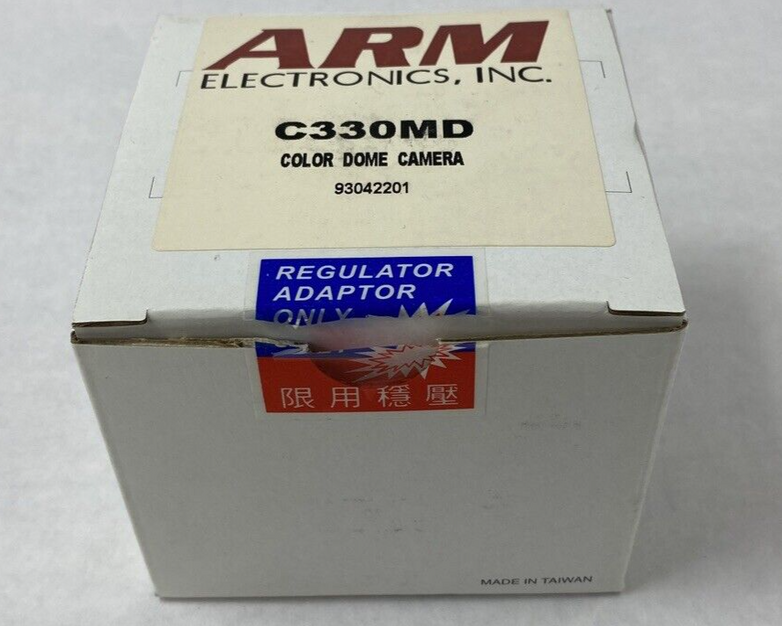 ARM
ELECTRONICS, INC.
C330MD
COLOR DOME CAMERA
93042201
REGULATOR
ADAPTOR
ONLY
限用穩壓
MADE IN TAIWAN